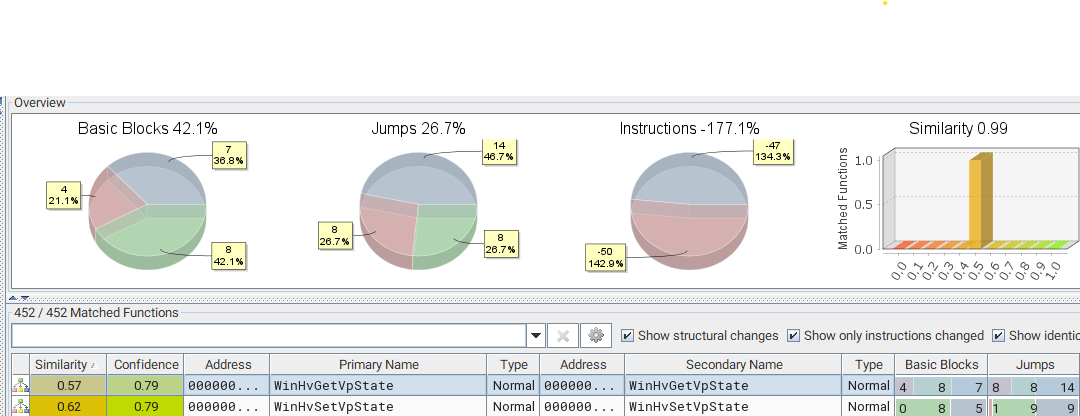 Overview
Basic Blocks 42.1%
Jumps 26.7%
Instructions -177.1%
Similarity 0.99
7
36.8%
4
21.1%
8
42.1%
14
46.7%
8
26.7%
8
26.7%
-47
134.3%
-50
142.9%
Matched Functions
1.0
0.5
0.0
0.0 0.1 0.2 0.3 0.4 0.5 0.6 0.7 0.8 0.9 1.0
452 / 452 Matched Functions
Show structural changes Show only instructions changed Show identic
Similarity Confidence Address Primary Name Type Address Secondary Name Type Basic Blocks Jumps
0.57 0.79 000000... WinHvGetVpState Normal 000000... WinHvGetVpState Normal 4 8 7 8 8 14
0.62 0.79 000000... WinHvSetVpState Normal 000000... WinHvSetVpState Normal 0 8 5 1 9 9